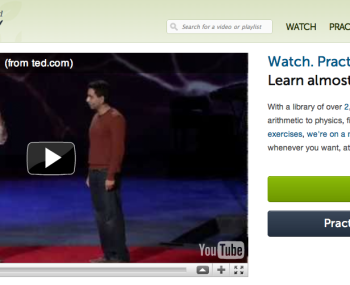 Search for a video or playlist
WATCH
PRAC
(from ted.com)
Watch. Pract
Learn almost
With a library of over 2,
arithmetic to physics, fi
exercises, we're on a m
whenever you want, at
Pract
YouTube